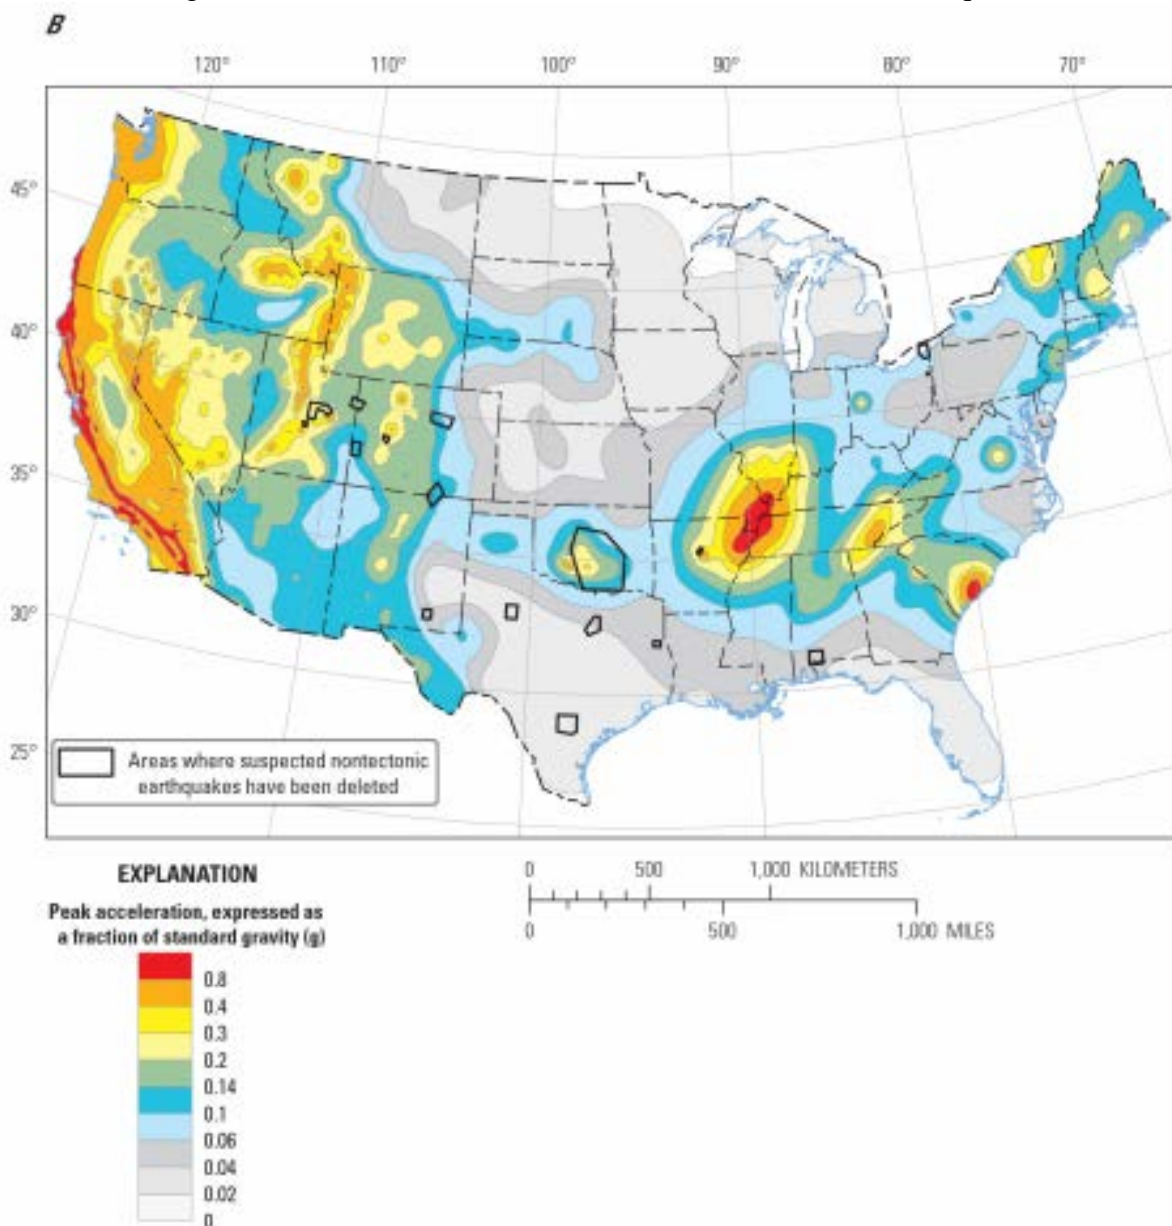 B
120°
110°
100°
90°
80°
70°
45°
40°
35°
30°
25°
Areas where suspected nontectonic
earthquakes have been deleted
EXPLANATION
Peak acceleration, expressed as
a fraction of standard gravity (g)
0.8
0.4
0.3
0.2
0.14
0.1
0.06
0.04
0.02
0
0 500 1,000 KILOMETERS
0 500 1,000 MILES